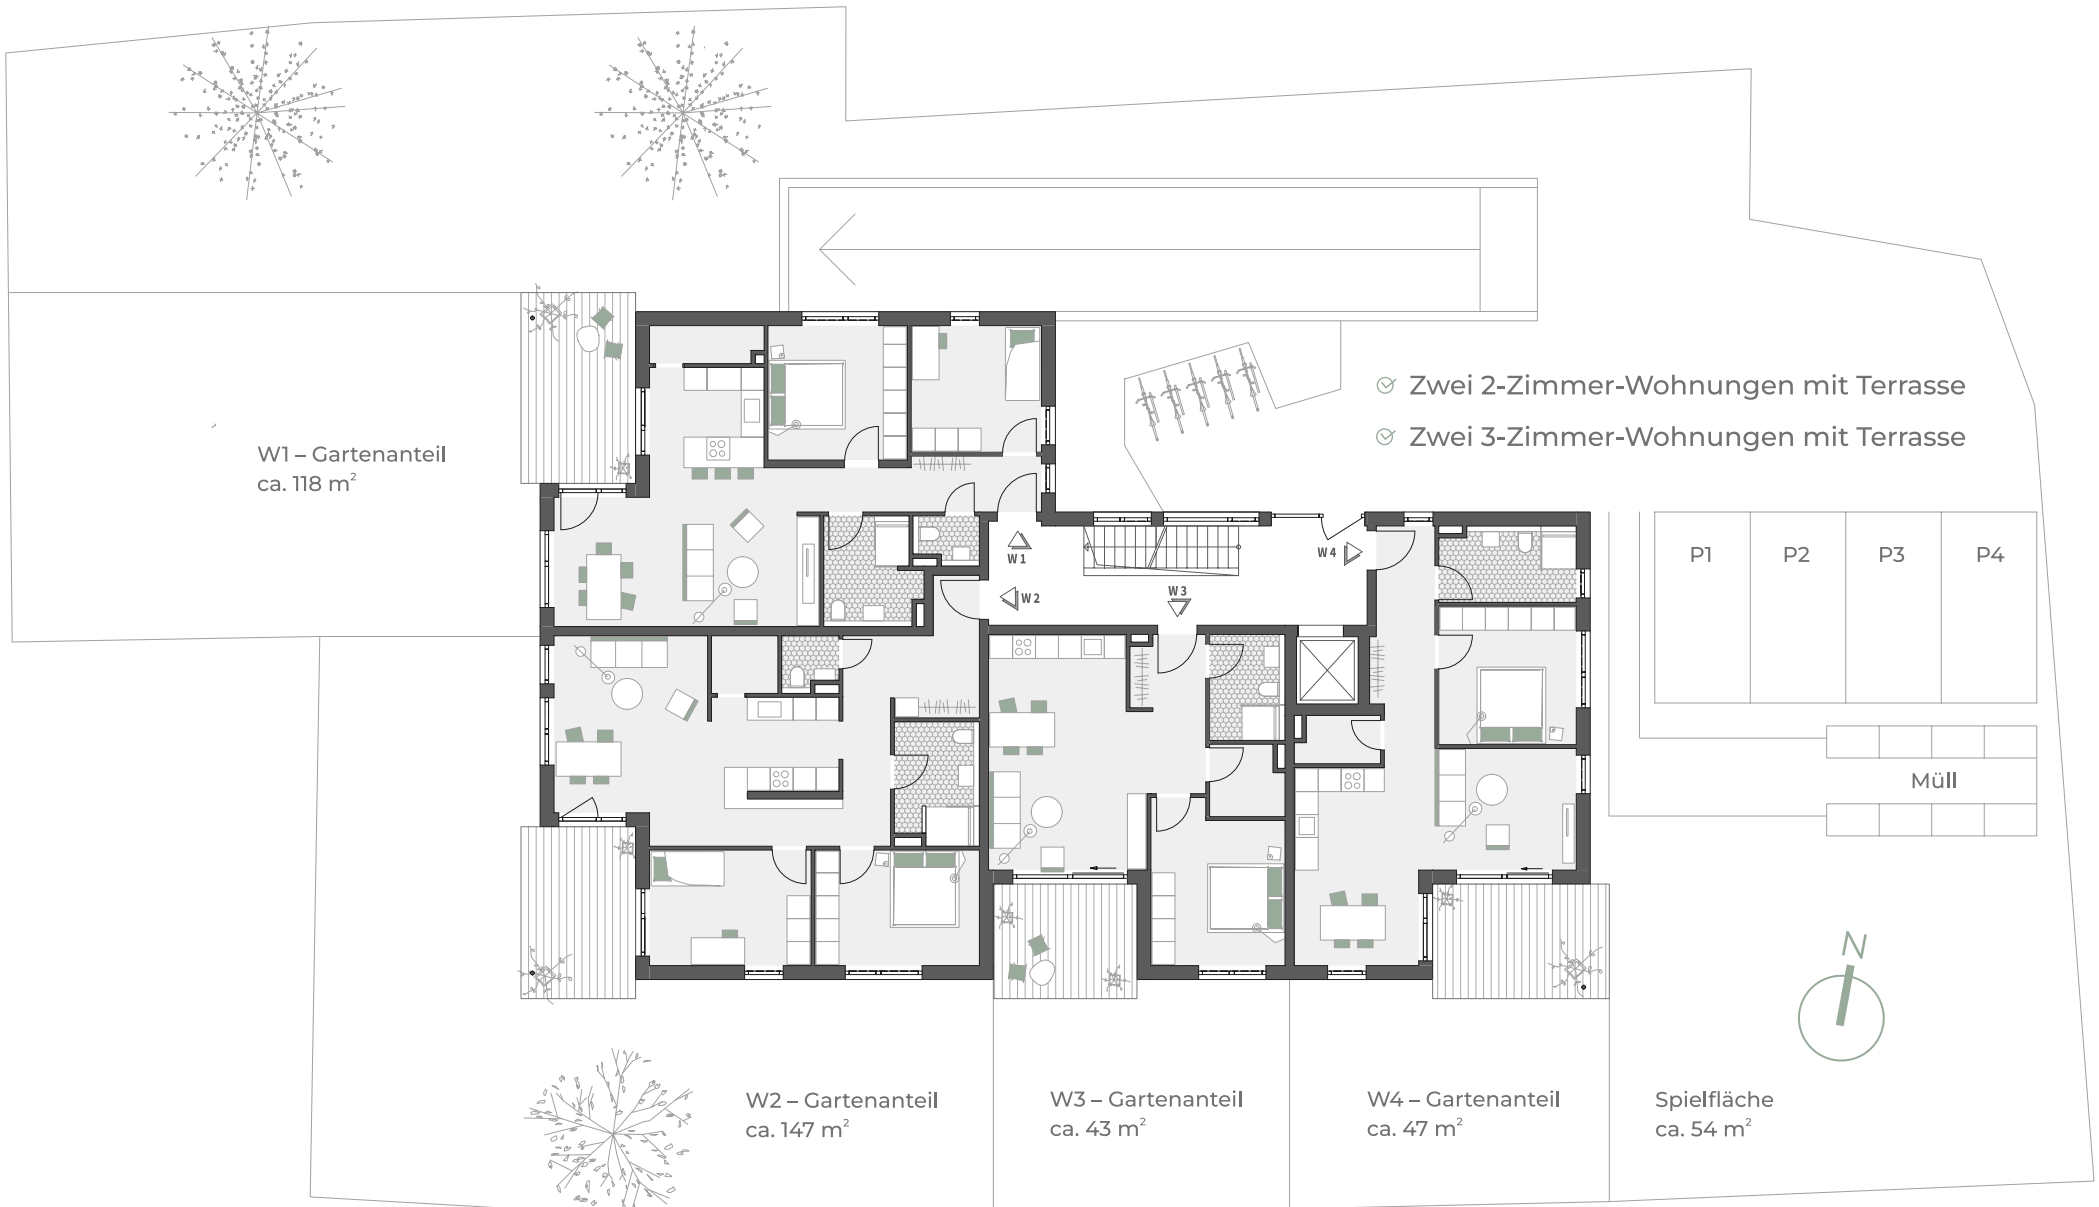 Zwei 2-Zimmer-Wohnungen mit Terrasse
Zwei 3-Zimmer-Wohnungen mit Terrasse
W1 – Gartenanteil
ca. 118 m²
W1
W2
W3
W4
P1
P2
P3
P4
Müll
N
W2 – Gartenanteil
ca. 147 m²
W3 – Gartenanteil
ca. 43 m²
W4 – Gartenanteil
ca. 47 m²
Spielfläche
ca. 54 m²